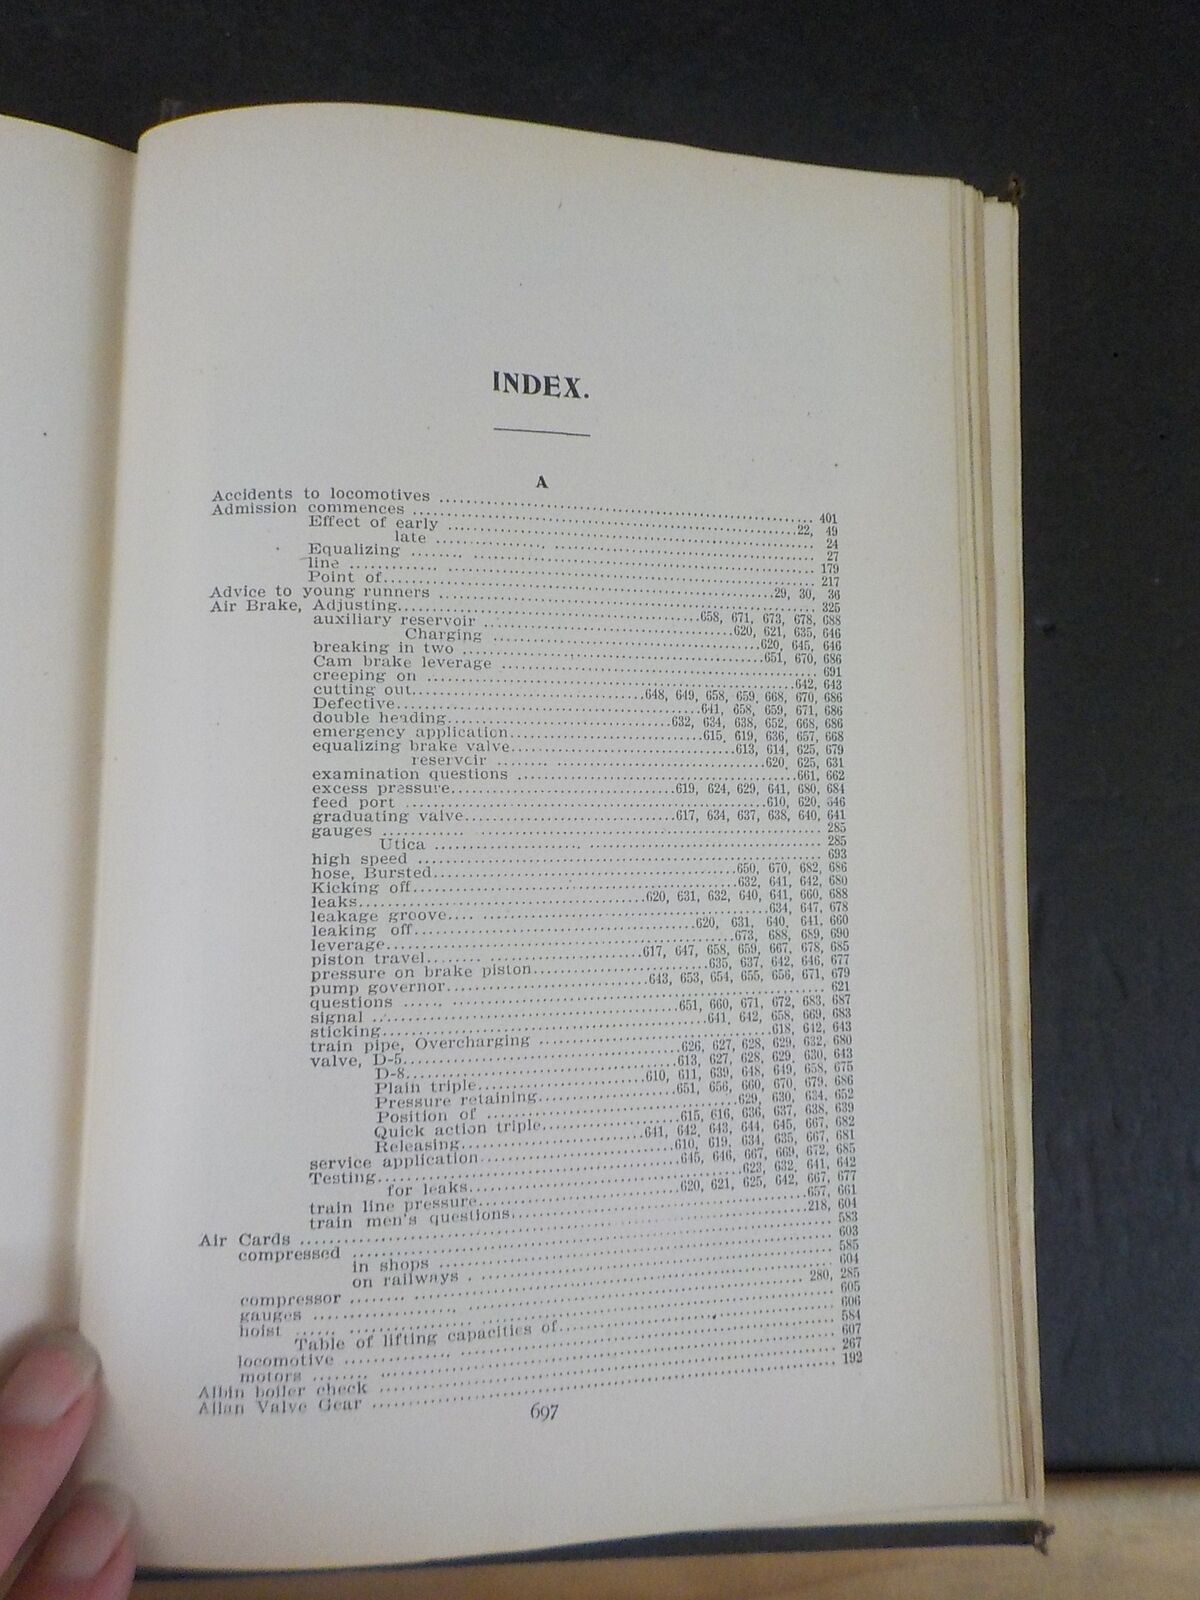 INDEX.
A
Accidents to locomotives ........ 401
Admission commences ........ 22, 49
Effect of early ........ 24
late ........ 27
Equalizing ........ 179
line ........ 217
Point of ........ 29, 30, 36
Advice to young runners ........ 325
Air Brake, Adjusting ........ 658, 671, 673, 678, 688
auxiliary reservoir ........ 620, 621, 635, 646
Charging ........ 620, 645, 646
breaking in two ........ 651, 670, 686
Cam brake leverage ........ 691
creeping on ........ 642, 643
cutting out ........ 648, 649, 658, 659, 668, 670, 686
Defective ........ 641, 658, 659, 671, 686
double heading ........ 632, 634, 638, 652, 668, 686
emergency application ........ 615, 619, 636, 657, 668
equalizing brake valve ........ 613, 614, 625, 679
reservoir ........ 620, 625, 631
examination questions ........ 661, 662
excess pressure ........ 619, 624, 629, 641, 680, 684
feed port ........ 610, 620, 646
graduating valve ........ 617, 634, 637, 638, 640, 641
gauges ........ 285
Utica ........ 285
high speed ........ 693
hose, Bursted ........ 650, 670, 682, 686
Kicking off ........ 632, 641, 642, 680
leaks ........ 620, 631, 632, 640, 641, 660, 688
leakage groove ........ 634, 647, 678
leaking off ........ 620, 631, 640, 641, 660
leverage ........ 673, 688, 689, 690
piston travel ........ 617, 647, 658, 659, 667, 678, 685
pressure on brake piston ........ 635, 637, 642, 646, 677
pump governor ........ 643, 653, 654, 655, 656, 671, 679
questions ........ 621
signal ........ 651, 660, 671, 672, 683, 687
sticking ........ 641, 642, 658, 669, 683
train pipe, Overcharging ........ 618, 642, 643
valve, D-5 ........ 626, 627, 628, 629, 632, 680
D-8 ........ 613, 627, 628, 629, 630, 643
Plain triple ........ 610, 611, 639, 648, 649, 658, 675
Pressure retaining ........ 651, 656, 660, 670, 679, 686
Position of ........ 629, 630, 634, 652
Quick action triple ........ 615, 616, 636, 637, 638, 639
Releasing ........ 641, 642, 643, 644, 645, 667, 682
service application ........ 610, 619, 634, 635, 667, 681
Testing ........ 645, 646, 667, 669, 672, 685
for leaks ........ 623, 632, 641, 642
train line pressure ........ 620, 621, 625, 642, 667, 677
train men's questions ........ 657, 661
Air Cards ........ 218, 604
compressed ........ 583
in shops ........ 603
on railways ........ 585
compressor ........ 604
gauges ........ 280, 285
hoist ........ 605
Table of lifting capacities of ........ 606
locomotive ........ 584
motors ........ 607
Albin boiler check ........ 267
Allan Valve Gear ........ 192
697